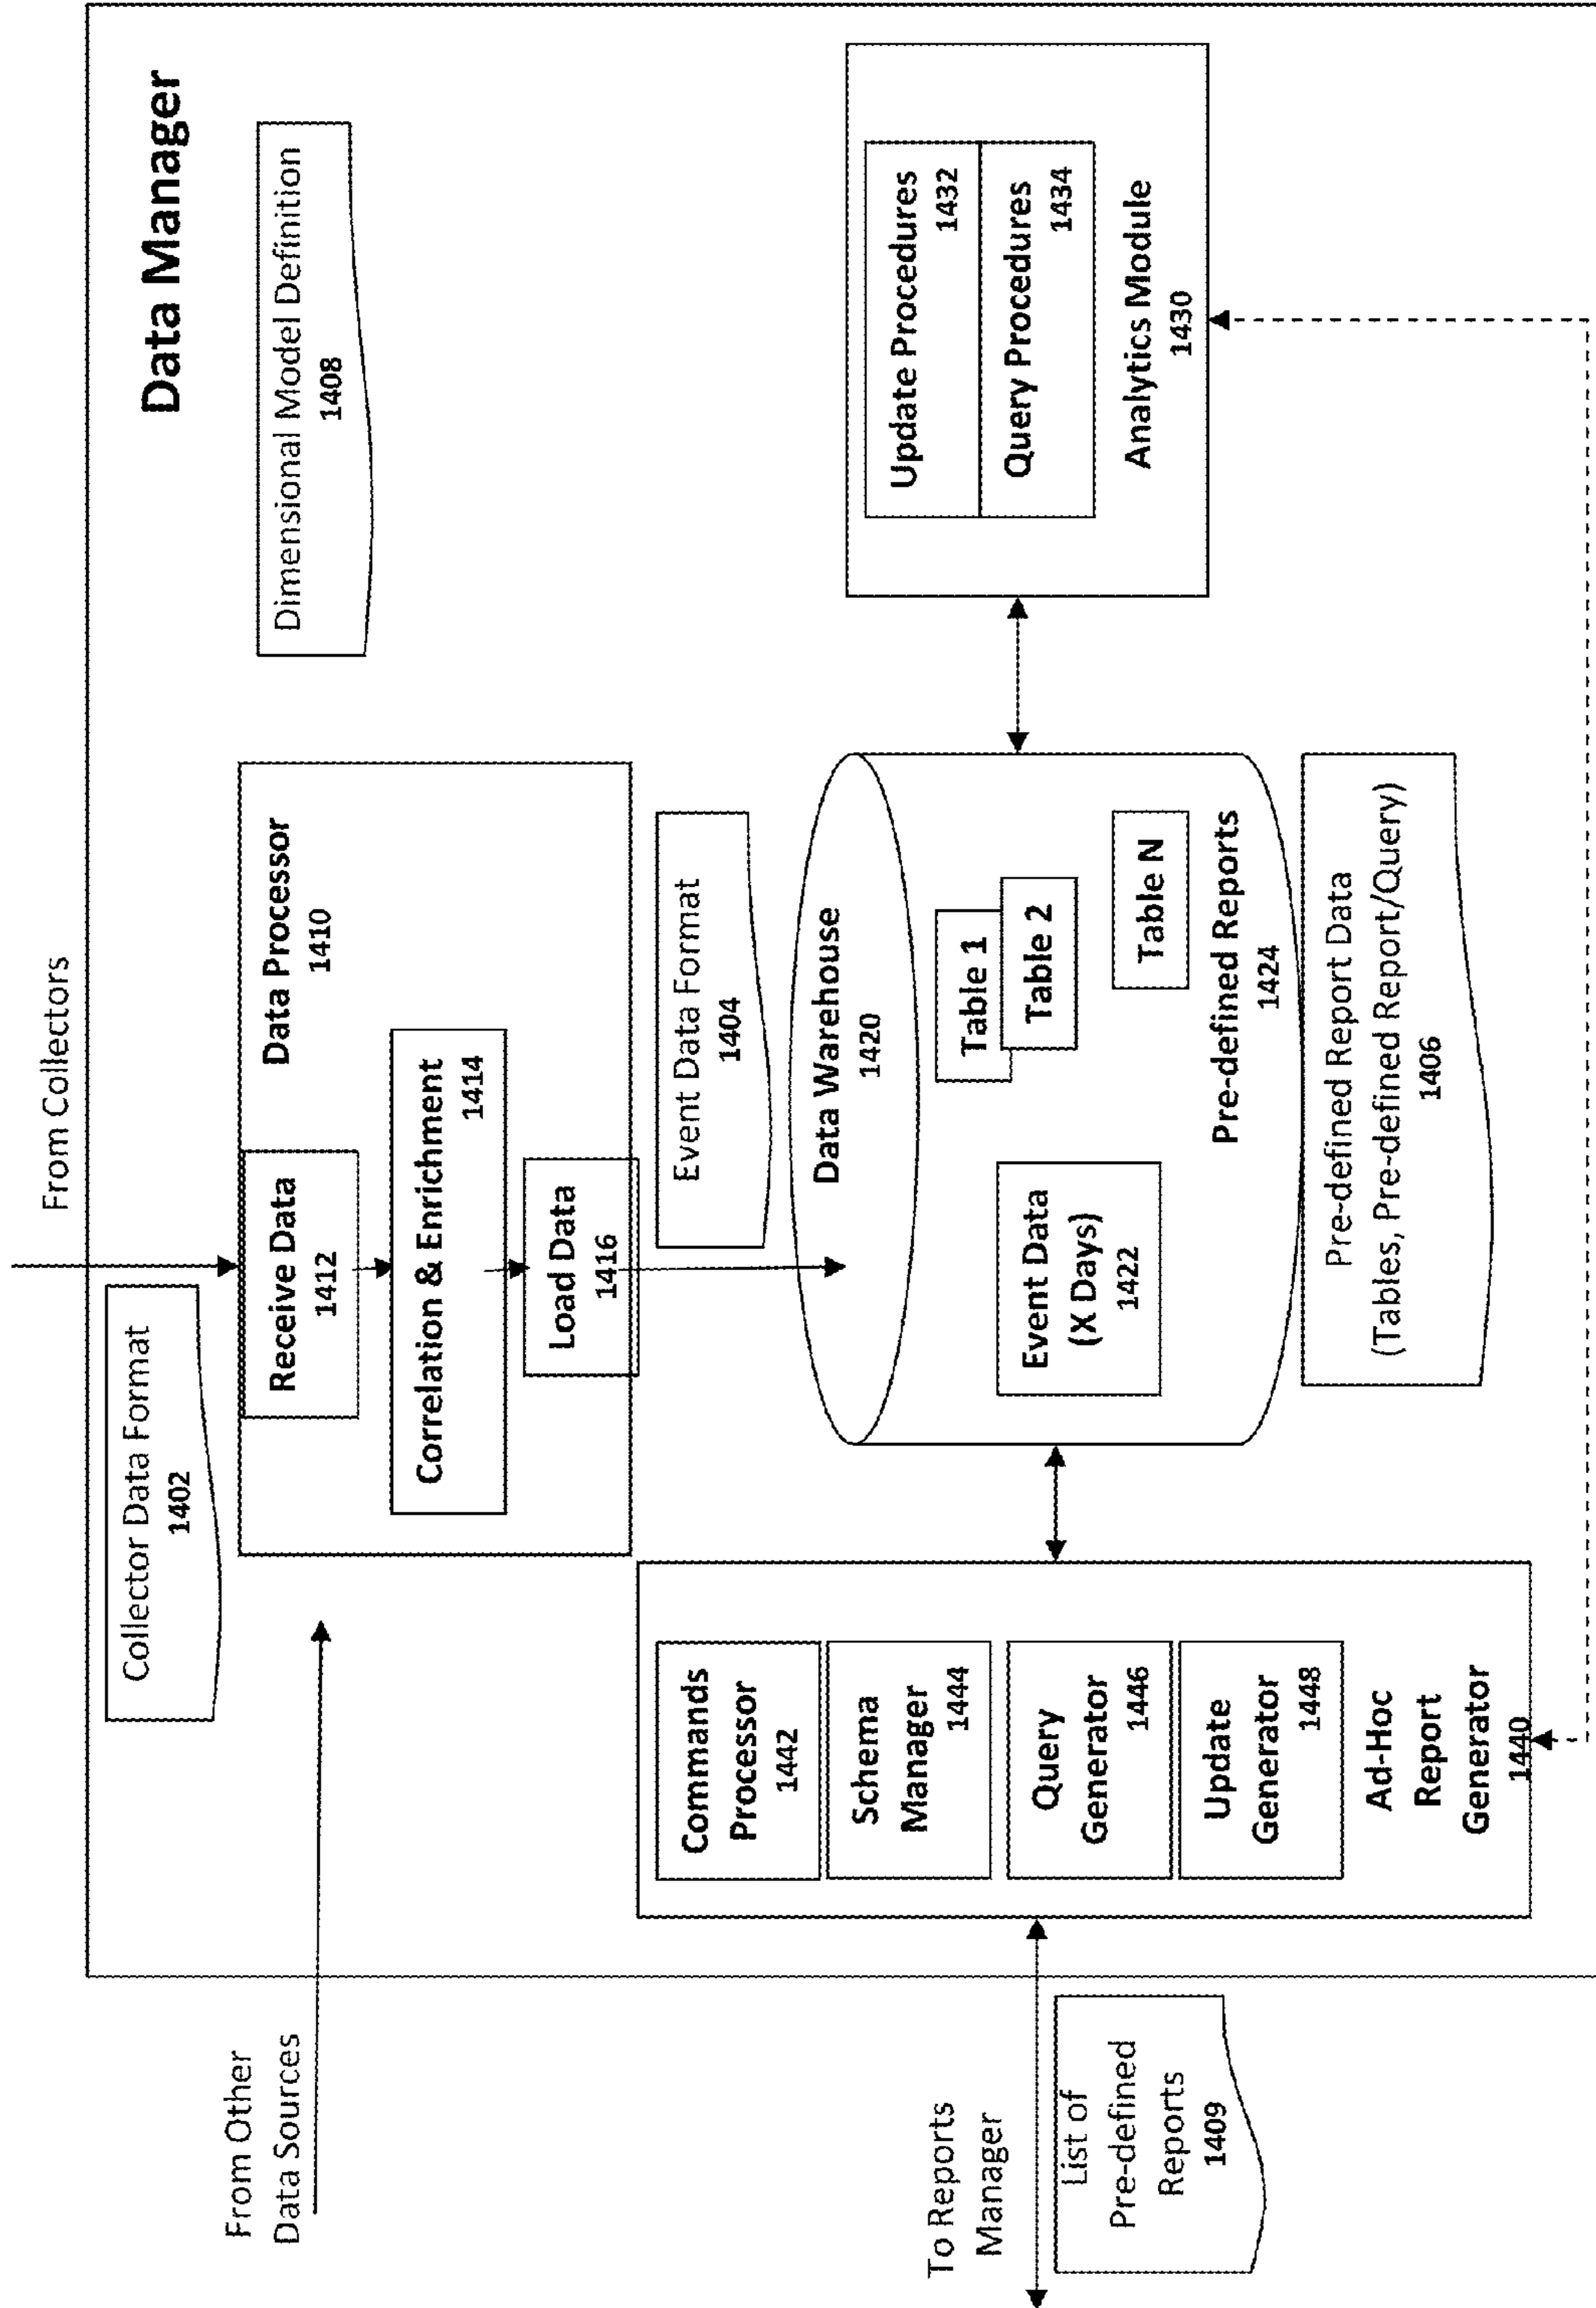 From Collectors
Data Manager
Collector Data Format
1402
Dimensional Model Definition
1408
From Other
Data Sources
Data Processor
1410
Receive Data
1412
Correlation & Enrichment
1414
Load Data
1416
Event Data Format
1404
Commands
Processor
1442
Schema
Manager
1444
Query
Generator
1446
Update
Generator
1448
Ad-Hoc
Report
Generator
1440
Data Warehouse
1420
Event Data
(X Days)
1422
Table 1
Table 2
Table N
Pre-defined Reports
1424
Update Procedures
1432
Query Procedures
1434
Analytics Module
1430
To Reports
Manager
List of
Pre-defined
Reports
1409
Pre-defined Report Data
(Tables, Pre-defined Report/Query)
1406